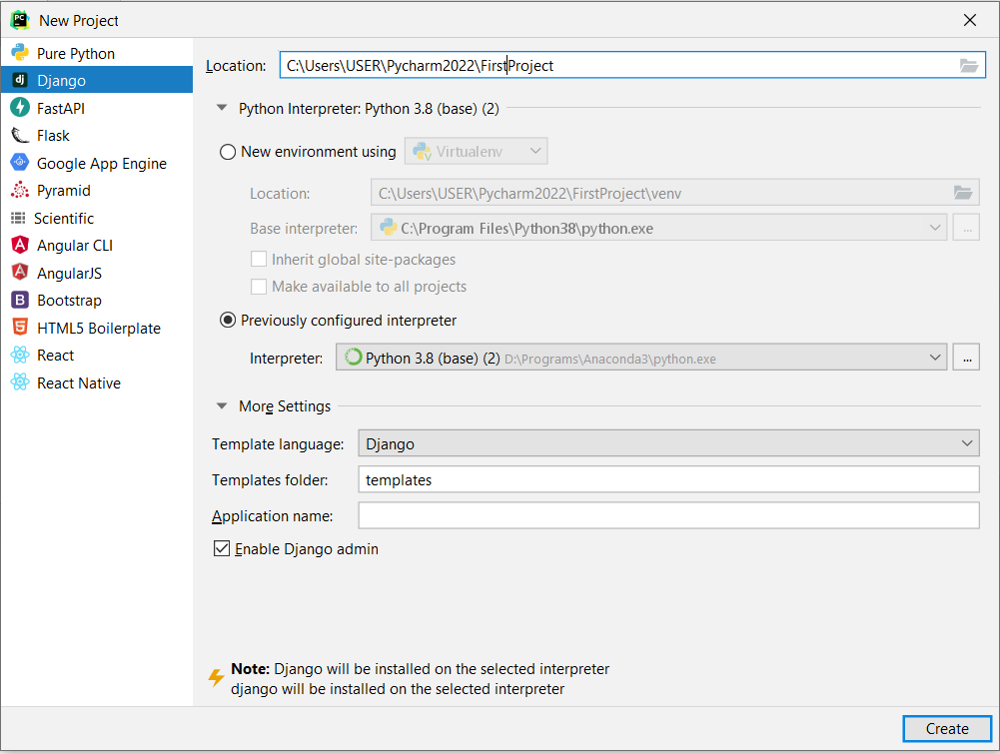 New Project
Pure Python
Django
FastAPI
Flask
Google App Engine
Pyramid
Scientific
Angular CLI
AngularJS
Bootstrap
HTML5 Boilerplate
React
React Native
Location: C:\Users\USER\Pycharm2022\FirstProject
Python Interpreter: Python 3.8 (base) (2)
New environment using Virtualenv
Location: C:\Users\USER\Pycharm2022\FirstProject\venv
Base interpreter: C:\Program Files\Python38\python.exe ...
Inherit global site-packages
Make available to all projects
Previously configured interpreter
Interpreter: Python 3.8 (base) (2) D:\Programs\Anaconda3\python.exe ...
More Settings
Template language: Django
Templates folder: templates
Application name:
Enable Django admin
Note: Django will be installed on the selected interpreter
django will be installed on the selected interpreter
Create